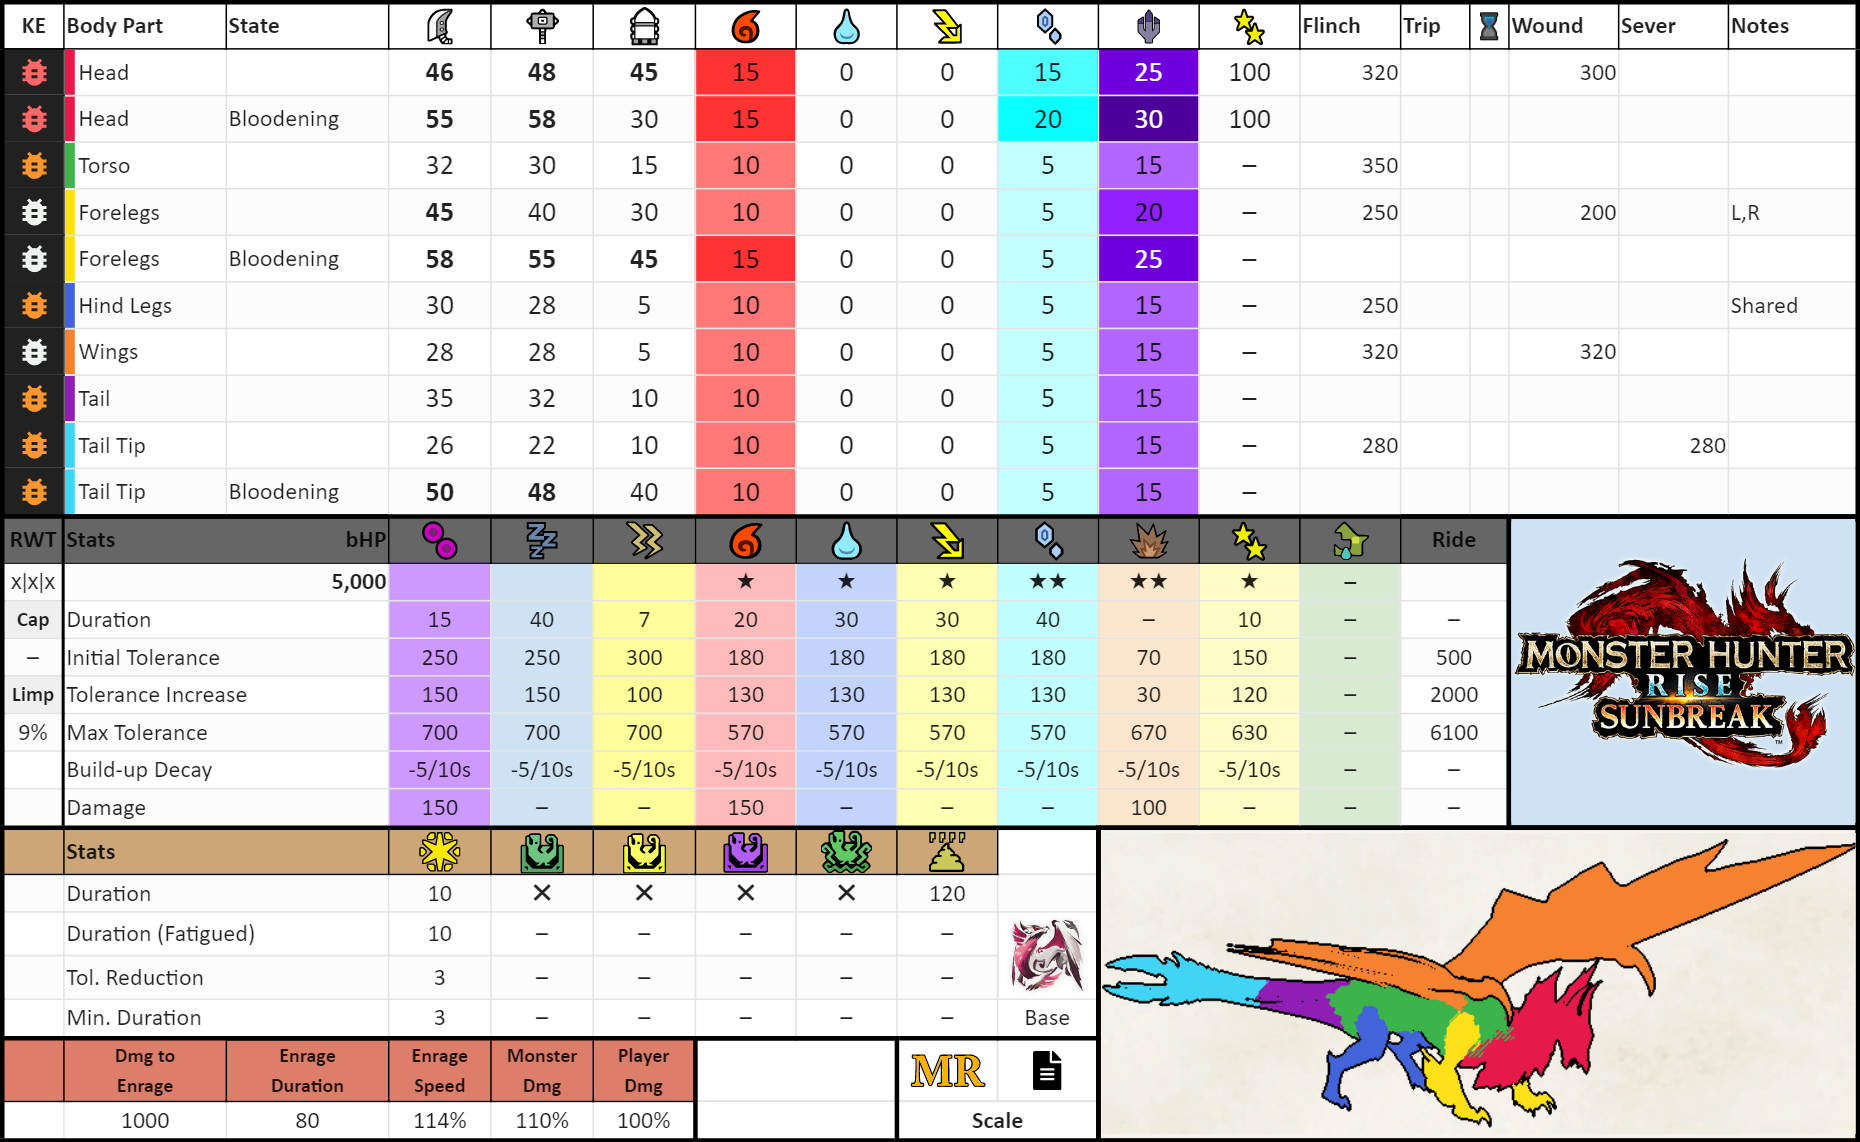 KE Body Part State Flinch Trip Wound Sever Notes
Head 46 48 45 15 0 0 15 25 100 320 300
Head Bloodening 55 58 30 15 0 0 20 30 100
Torso 32 30 15 10 0 0 5 15 – 350
Forelegs 45 40 30 10 0 0 5 20 – 250 200 L,R
Forelegs Bloodening 58 55 45 15 0 0 5 25 –
Hind Legs 30 28 5 10 0 0 5 15 – 250 Shared
Wings 28 28 5 10 0 0 5 15 – 320 320
Tail 35 32 10 10 0 0 5 15 –
Tail Tip 26 22 10 10 0 0 5 15 – 280 280
Tail Tip Bloodening 50 48 40 10 0 0 5 15 –
RWT Stats bHP Ride
x|x|x 5,000 ★ ★ ★ ★★ ★★ ★ –
Cap Duration 15 40 7 20 30 30 40 – 10 – –
– Initial Tolerance 250 250 300 180 180 180 180 70 150 – 500
Limp Tolerance Increase 150 150 100 130 130 130 130 30 120 – 2000
9% Max Tolerance 700 700 700 570 570 570 570 670 630 – 6100
Build-up Decay -5/10s -5/10s -5/10s -5/10s -5/10s -5/10s -5/10s -5/10s -5/10s – –
Damage 150 – – 150 – – – 100 – – –
MONSTER HUNTER
RISE
SUNBREAK
TM
Stats
Duration 10 ✕ ✕ ✕ ✕ 120
Duration (Fatigued) 10 – – – – –
Tol. Reduction 3 – – – – –
Min. Duration 3 – – – – – Base
Dmg to Enrage Enrage Monster Player
Enrage Duration Speed Dmg Dmg
MR
1000 80 114% 110% 100% Scale